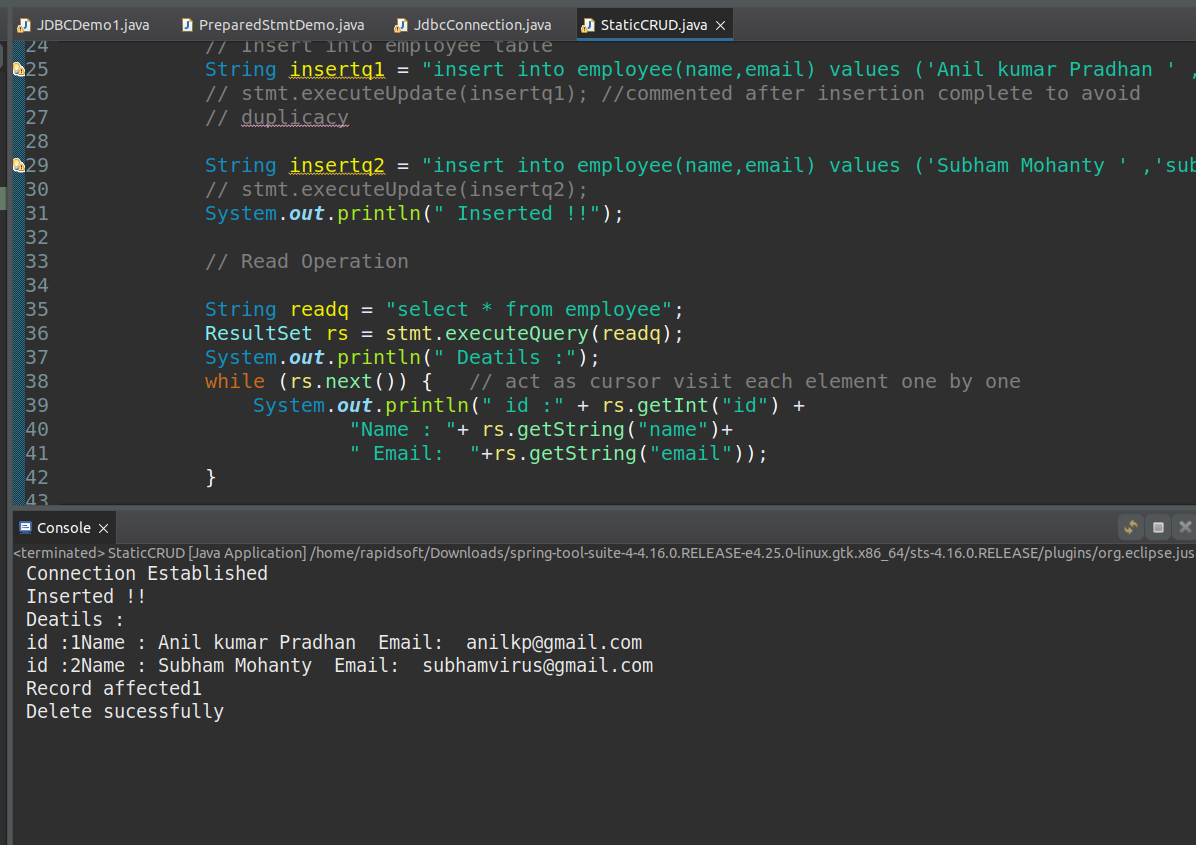 JDBCDemo1.java PreparedStmtDemo.java JdbcConnection.java StaticCRUD.java
24 // Insert into employee table
25 String insertq1 = "insert into employee(name,email) values ('Anil kumar Pradhan ' ,
26 // stmt.executeUpdate(insertq1); //commented after insertion complete to avoid
27 // duplicacy
28
29 String insertq2 = "insert into employee(name,email) values ('Subham Mohanty ' ,'sub
30 // stmt.executeUpdate(insertq2);
31 System.out.println(" Inserted !!");
32
33 // Read Operation
34
35 String readq = "select * from employee";
36 ResultSet rs = stmt.executeQuery(readq);
37 System.out.println(" Deatils :");
38 while (rs.next()) { // act as cursor visit each element one by one
39 System.out.println(" id :" + rs.getInt("id") +
40 "Name : "+ rs.getString("name")+
41 " Email:  "+rs.getString("email"));
42 }
43
Console
<terminated> StaticCRUD [Java Application] /home/rapidsoft/Downloads/spring-tool-suite-4-4.16.0.RELEASE-e4.25.0-linux.gtk.x86_64/sts-4.16.0.RELEASE/plugins/org.eclipse.jus
Connection Established
Inserted !!
Deatils :
id :1Name : Anil kumar Pradhan  Email:  anilkp@gmail.com
id :2Name : Subham Mohanty  Email:  subhamvirus@gmail.com
Record affected1
Delete sucessfully